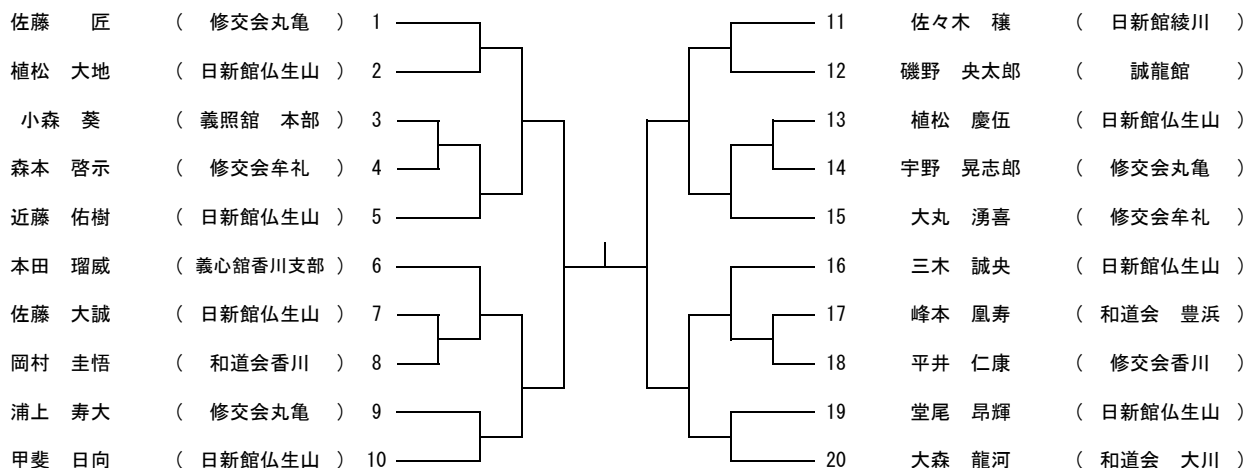 佐藤　匠　（　修交会丸亀　）　1
植松　大地　（　日新館仏生山　）　2
小森　葵　（　義照舘　本部　）　3
森本　啓示　（　修交会牟礼　）　4
近藤　佑樹　（　日新館仏生山　）　5
本田　瑠威　（　義心舘香川支部　）　6
佐藤　大誠　（　日新館仏生山　）　7
岡村　圭悟　（　和道会香川　）　8
浦上　寿大　（　修交会丸亀　）　9
甲斐　日向　（　日新館仏生山　）　10
11　佐々木　穣　（　日新館綾川　）
12　磯野　央太郎　（　誠龍館　）
13　植松　慶伍　（　日新館仏生山　）
14　宇野　晃志郎　（　修交会丸亀　）
15　大丸　湧喜　（　修交会牟礼　）
16　三木　誠央　（　日新館仏生山　）
17　峰本　凰寿　（　和道会　豊浜　）
18　平井　仁康　（　修交会香川　）
19　堂尾　昂輝　（　日新館仏生山　）
20　大森　龍河　（　和道会　大川　）